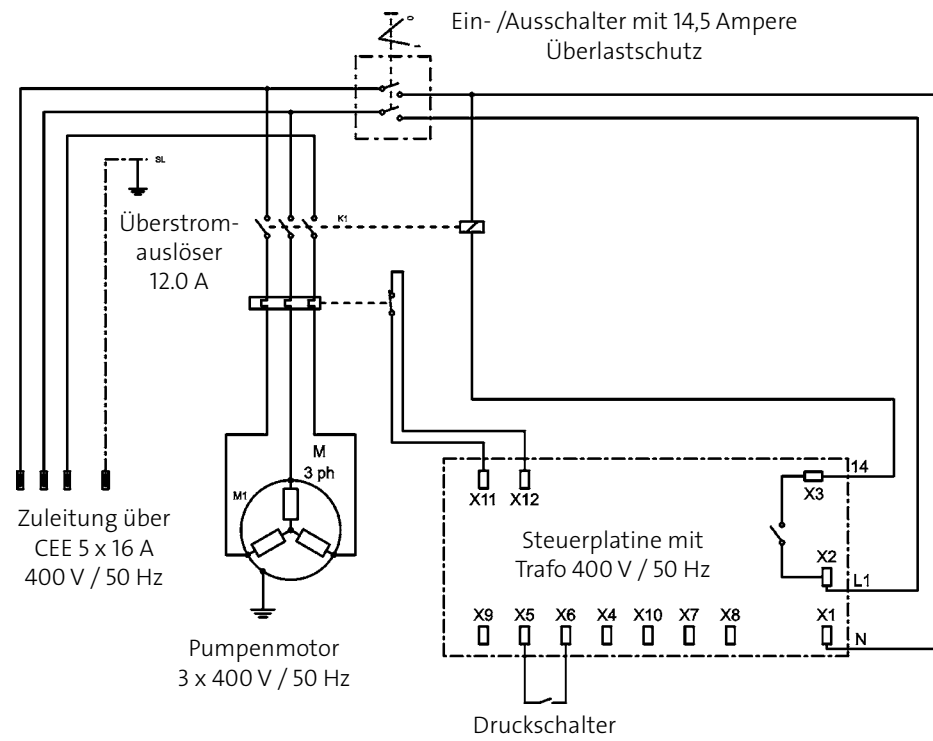 Ein- /Ausschalter mit 14,5 Ampere
Überlastschutz
SL
Überstrom-
auslöser
12.0 A
K1
M
3 ph
M1
Zuleitung über
CEE 5 x 16 A
400 V / 50 Hz
Pumpenmotor
3 x 400 V / 50 Hz
X11 X12
X3
14
Steuerplatine mit
Trafo 400 V / 50 Hz
X2
L1
X9 X5 X6 X4 X10 X7 X8 X1
N
Druckschalter